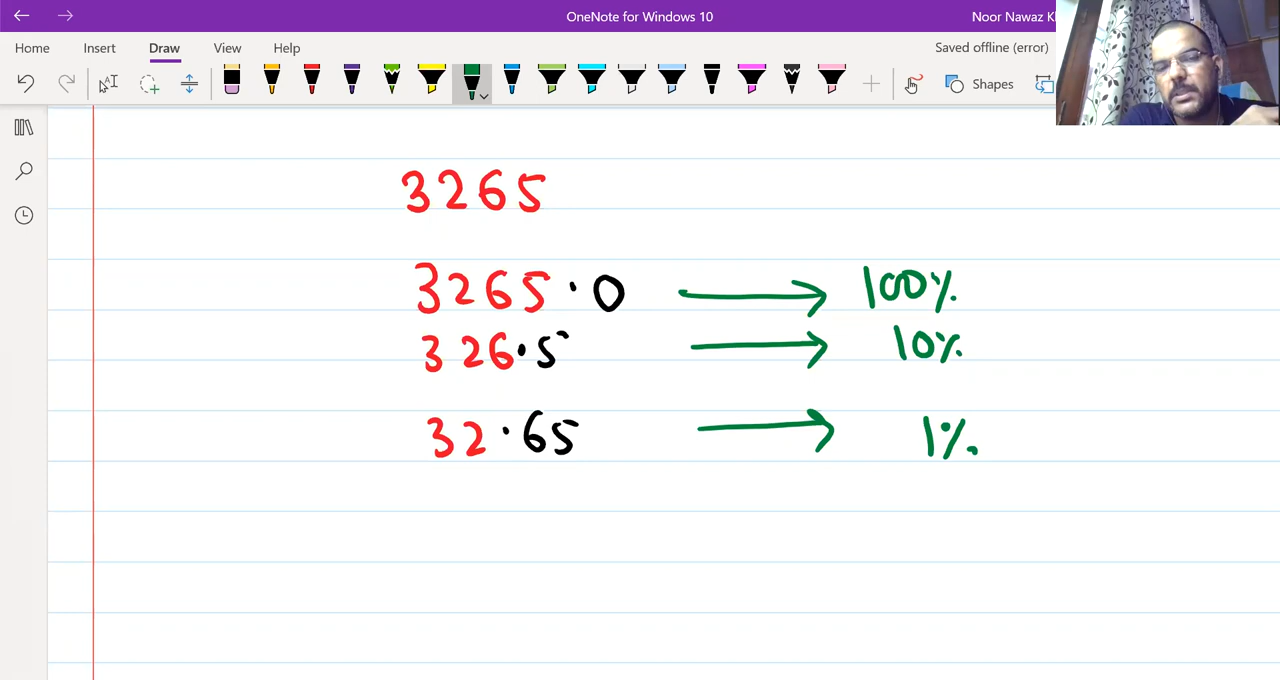 OneNote for Windows 10
Noor Nawaz Kh
Home Insert Draw View Help
Saved offline (error)
Shapes
3265
3265.0 → 100%
326.5 → 10%
32.65 → 1%